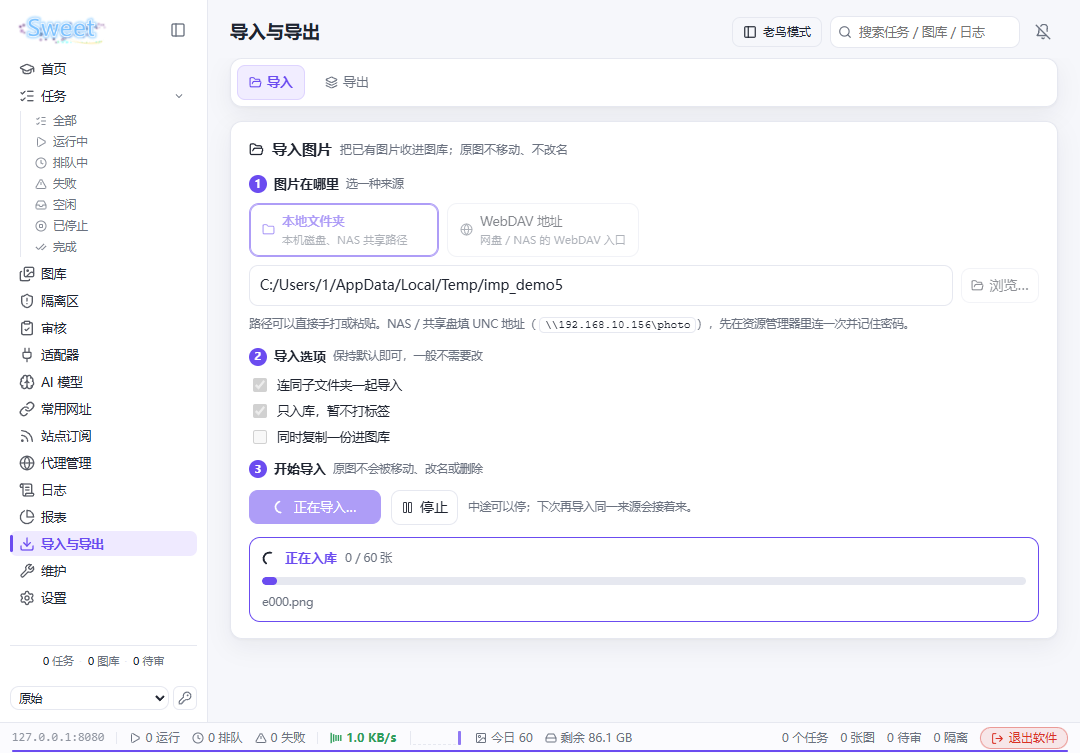 Sweet
导入与导出
老鸟模式
搜索任务 / 图库 / 日志
首页
任务
全部
运行中
排队中
失败
空闲
已停止
完成
图库
隔离区
审核
适配器
AI 模型
常用网址
站点订阅
代理管理
日志
报表
导入与导出
维护
设置
0 任务 0 图库 0 待审
原始
导入 导出
导入图片 把已有图片收进图库；原图不移动、不改名
1 图片在哪里 选一种来源
本地文件夹
本机磁盘、NAS 共享路径
WebDAV 地址
网盘 / NAS 的 WebDAV 入口
C:/Users/1/AppData/Local/Temp/imp_demo5
浏览...
路径可以直接手打或粘贴。NAS / 共享盘填 UNC 地址（ \\192.168.10.156\photo ），先在资源管理器里连一次并记住密码。
2 导入选项 保持默认即可，一般不需要改
连同子文件夹一起导入
只入库，暂不打标签
同时复制一份进图库
3 开始导入 原图不会被移动、改名或删除
正在导入... 停止 中途可以停；下次再导入同一来源会接着来。
正在入库 0 / 60 张
e000.png
127.0.0.1:8080 0 运行 0 排队 0 失败 1.0 KB/s 今日 60 剩余 86.1 GB 0 个任务 0 张图 0 待审 0 隔离 退出软件